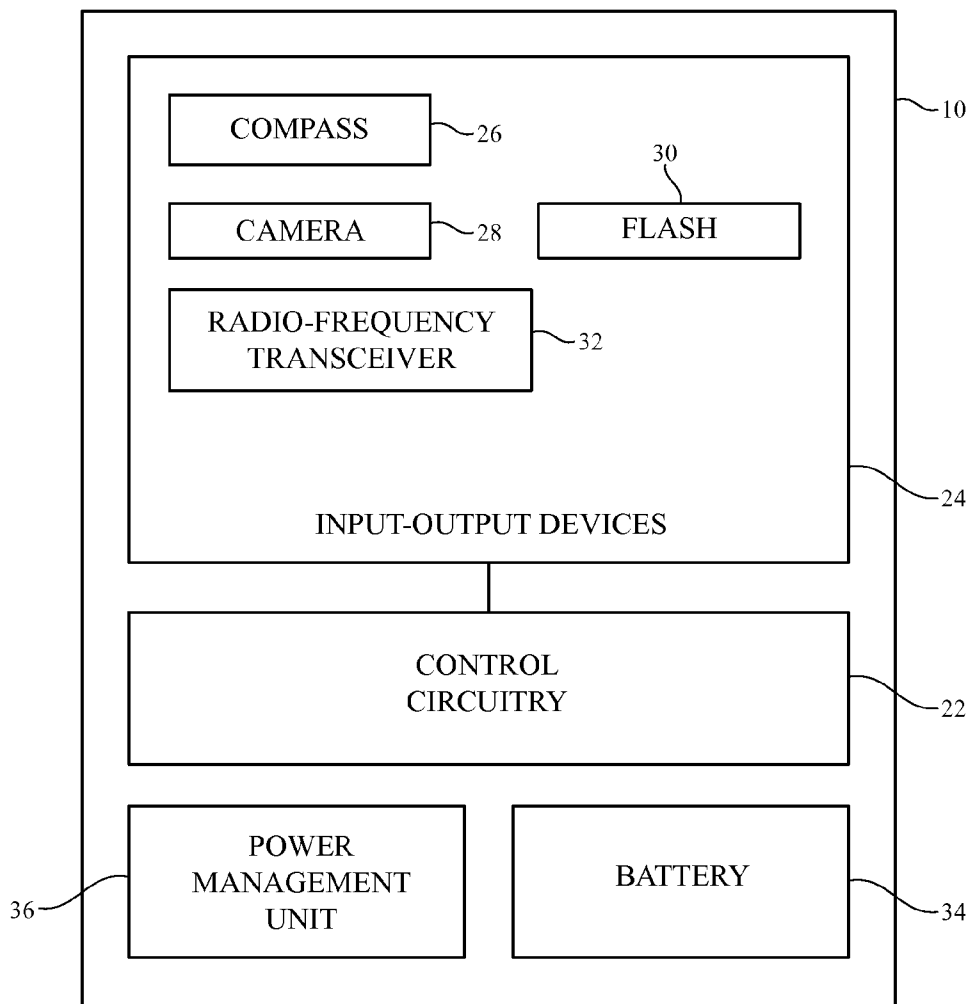 10
COMPASS
26
30
CAMERA
28
FLASH
RADIO-FREQUENCY
TRANSCEIVER
32
24
INPUT-OUTPUT DEVICES
CONTROL
CIRCUITRY
22
POWER
MANAGEMENT
UNIT
36
BATTERY
34